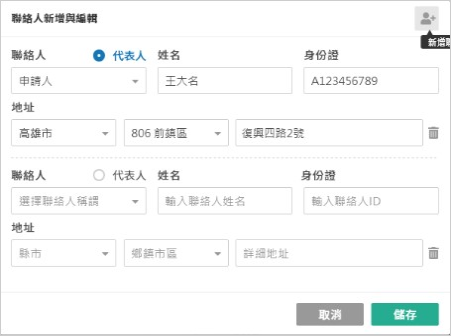 聯絡人新增與編輯
新增聯
聯絡人 代表人 姓名 身份證
申請人 王大名 A123456789
地址
高雄市 806 前鎮區 復興四路2號
聯絡人 代表人 姓名 身份證
選擇聯絡人稱謂 輸入聯絡人姓名 輸入聯絡人ID
地址
縣市 鄉鎮市區 詳細地址
取消 儲存